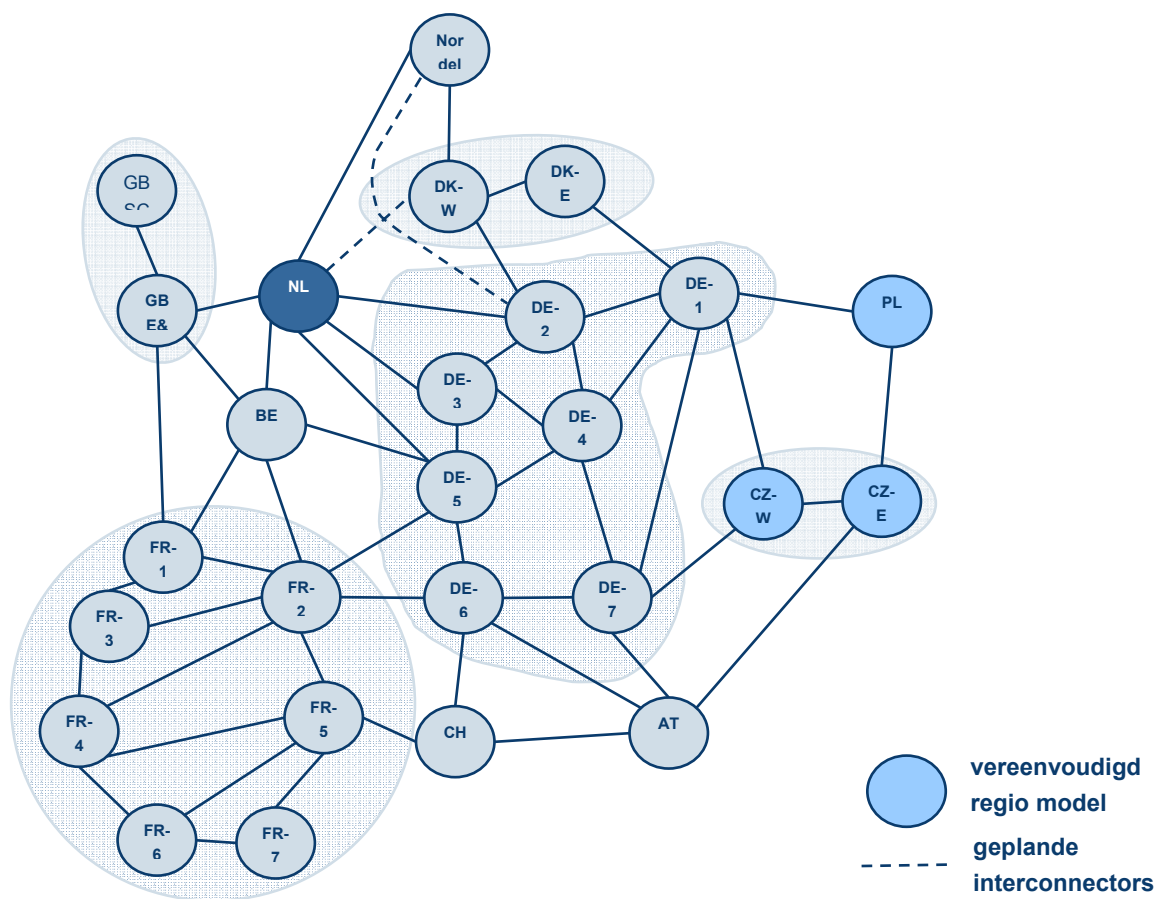 Nor
del
DK-
W
DK-
E
GB
GB
E&
NL
DE-
1
DE-
2
PL
DE-
3
DE-
4
BE
DE-
5
CZ-
W
CZ-
E
FR-
1
FR-
2
FR-
3
DE-
6
DE-
7
FR-
4
FR-
5
CH
AT
FR-
6
FR-
7
vereenvoudigd
regio model
geplande
interconnectors